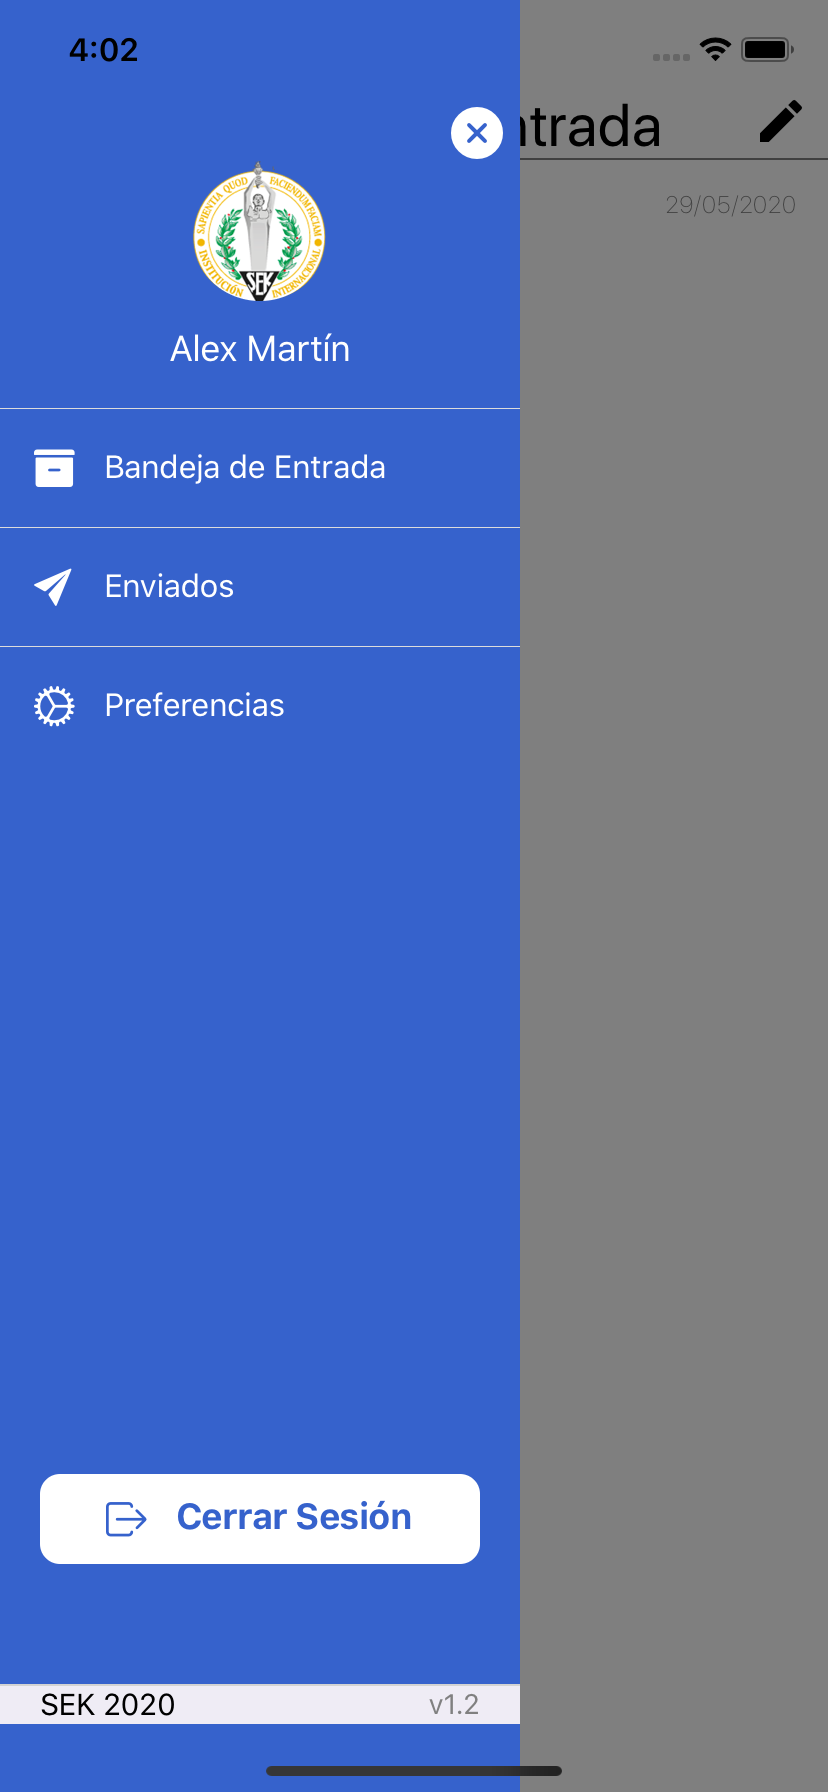 4:02
ntrada
29/05/2020
SAPIENTIA QUOD FACIENDUM FACIAM
INSTITUCIÓN INTERNACIONAL
SEK
Alex Martín
Bandeja de Entrada
Enviados
Preferencias
Cerrar Sesión
SEK 2020 v1.2